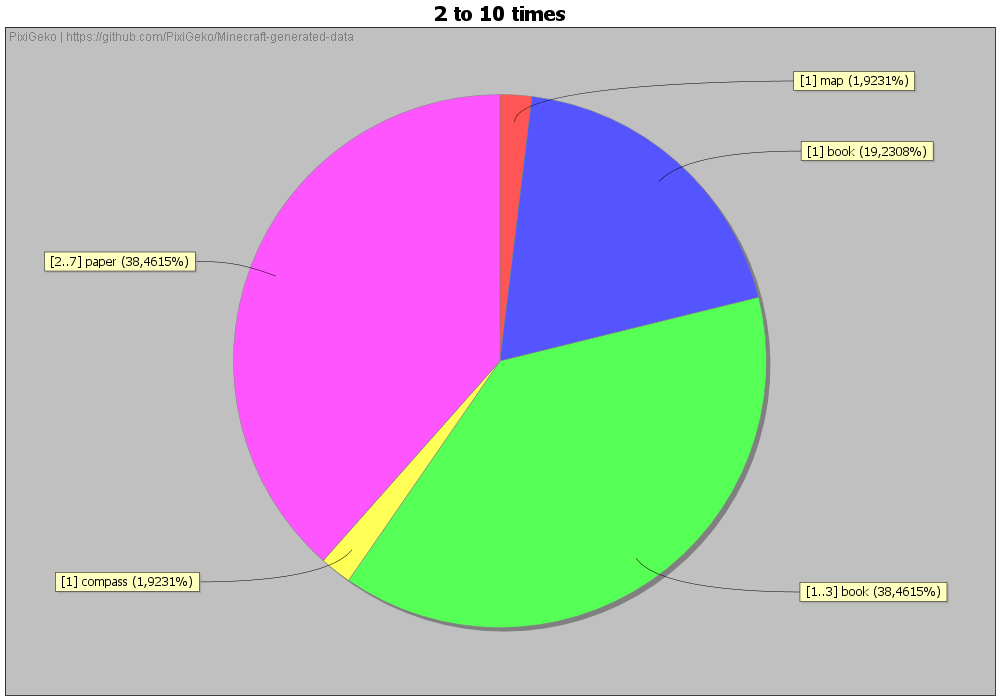 2 to 10 times
PixiGeko | https://github.com/PixiGeko/Minecraft-generated-data
[1] map (1,9231%)
[1] book (19,2308%)
[2..7] paper (38,4615%)
[1] compass (1,9231%)
[1..3] book (38,4615%)